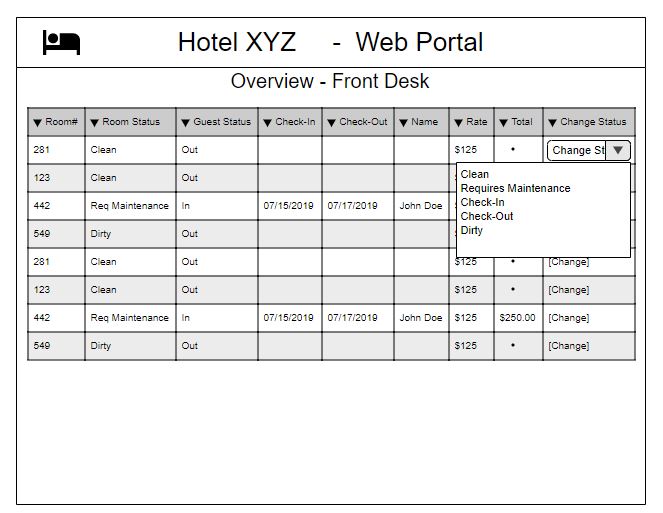 Hotel XYZ - Web Portal
Overview - Front Desk
▼ Room# ▼ Room Status ▼ Guest Status ▼ Check-In ▼ Check-Out ▼ Name ▼ Rate ▼ Total ▼ Change Status
281 Clean Out $125 • Change St ▼
Clean
Requires Maintenance
Check-In
Check-Out
Dirty
123 Clean Out
442 Req Maintenance In 07/15/2019 07/17/2019 John Doe
549 Dirty Out
281 Clean Out $125 • [Change]
123 Clean Out $125 • [Change]
442 Req Maintenance In 07/15/2019 07/17/2019 John Doe $125 $250.00 [Change]
549 Dirty Out $125 • [Change]